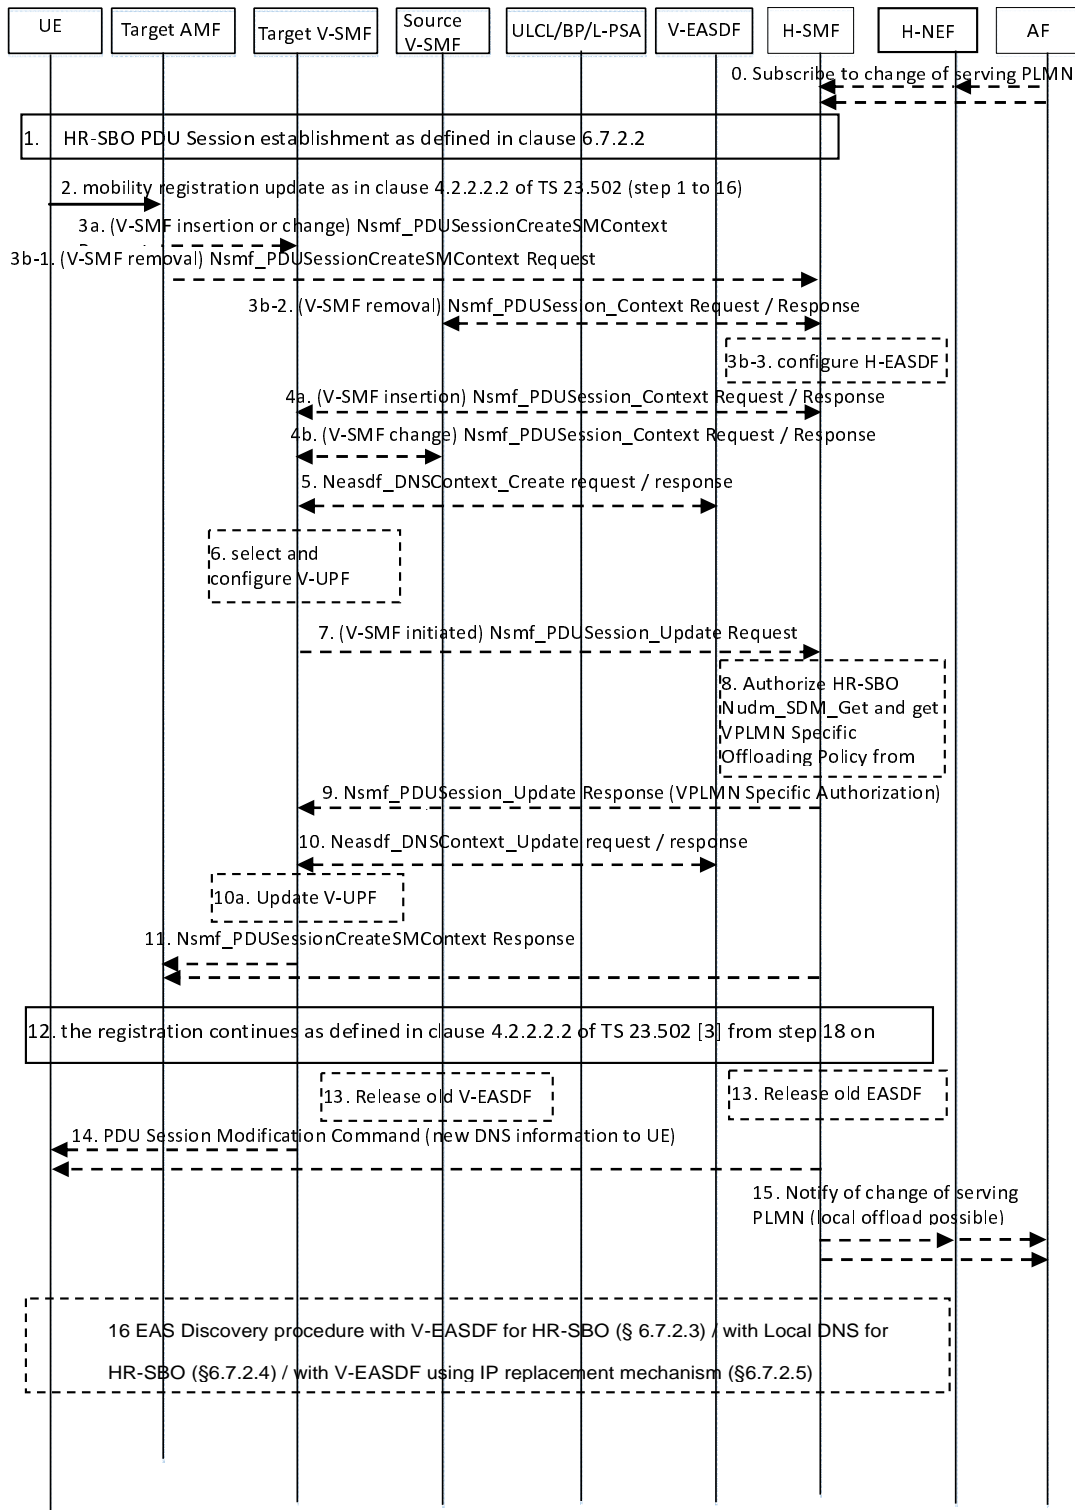 UE
Target AMF
Target V-SMF
Source
V-SMF
ULCL/BP/L-PSA
V-EASDF
H-SMF
H-NEF
AF
0. Subscribe to change of serving PLMN
1. HR-SBO PDU Session establishment as defined in clause 6.7.2.2
2. mobility registration update as in clause 4.2.2.2.2 of TS 23.502 (step 1 to 16)
3a. (V-SMF insertion or change) Nsmf_PDUSessionCreateSMContext
3b-1. (V-SMF removal) Nsmf_PDUSessionCreateSMContext Request
3b-2. (V-SMF removal) Nsmf_PDUSession_Context Request / Response
3b-3. configure H-EASDF
4a. (V-SMF insertion) Nsmf_PDUSession_Context Request / Response
4b. (V-SMF change) Nsmf_PDUSession_Context Request / Response
5. Neasdf_DNSContext_Create request / response
6. select and
configure V-UPF
7. (V-SMF initiated) Nsmf_PDUSession_Update Request
8. Authorize HR-SBO
Nudm_SDM_Get and get
VPLMN Specific
Offloading Policy from
9. Nsmf_PDUSession_Update Response (VPLMN Specific Authorization)
10. Neasdf_DNSContext_Update request / response
10a. Update V-UPF
11. Nsmf_PDUSessionCreateSMContext Response
12. the registration continues as defined in clause 4.2.2.2.2 of TS 23.502 [3] from step 18 on
13. Release old V-EASDF
13. Release old EASDF
14. PDU Session Modification Command (new DNS information to UE)
15. Notify of change of serving
PLMN (local offload possible)
16 EAS Discovery procedure with V-EASDF for HR-SBO (§ 6.7.2.3) / with Local DNS for
HR-SBO (§6.7.2.4) / with V-EASDF using IP replacement mechanism (§6.7.2.5)